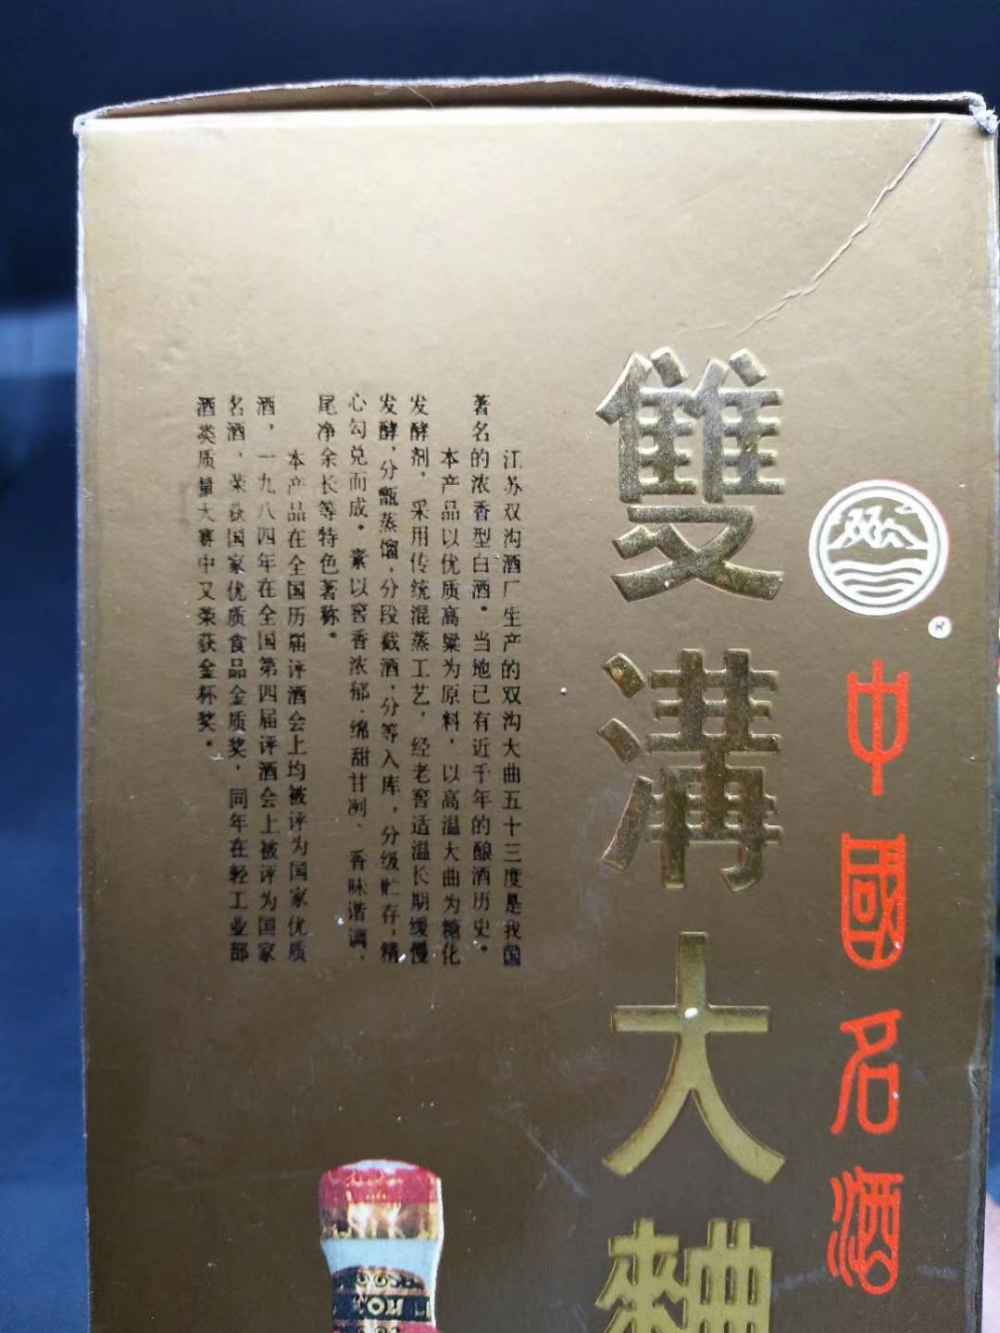 中國名酒
®
雙溝大麯
江苏双沟酒厂生产的双沟大曲五十三度是我国
著名的浓香型白酒。当地已有近千年的酿酒历史。
本产品以优质高粱为原料，以高温大曲为糖化
发酵剂，采用传统混蒸工艺，经老窖适温长期缓慢
发酵，分甑蒸馏，分段截酒，分等入库，分级贮存，精
心勾兑而成。素以窖香浓郁、绵甜甘冽、香味谐调、
尾净余长等特色著称。
本产品在全国历届评酒会上均被评为国家优质
酒，一九八四年在全国第四届评酒会上被评为国家
名酒，荣获国家优质食品金质奖，同年在轻工业部
酒类质量大赛中又荣获金杯奖。